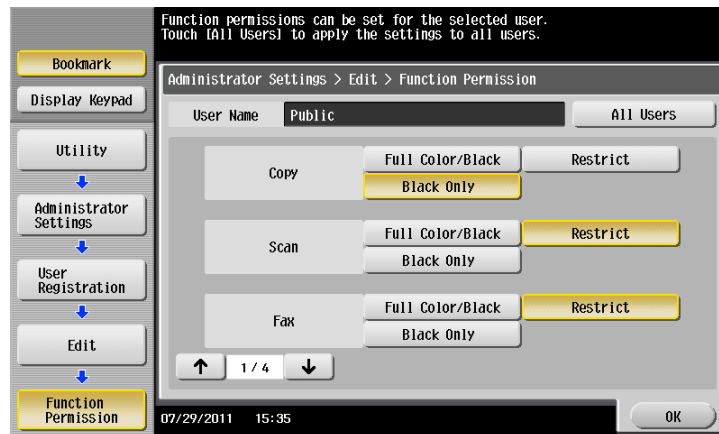 Function permissions can be set for the selected user.
Touch [All Users] to apply the settings to all users.
Bookmark
Display Keypad
Utility
Administrator
Settings
User
Registration
Edit
Function
Permission
Administrator Settings > Edit > Function Permission
User Name Public All Users
Copy Full Color/Black Restrict
Black Only
Scan Full Color/Black Restrict
Black Only
Fax Full Color/Black Restrict
Black Only
↑ 1/4 ↓
07/29/2011 15:35 OK